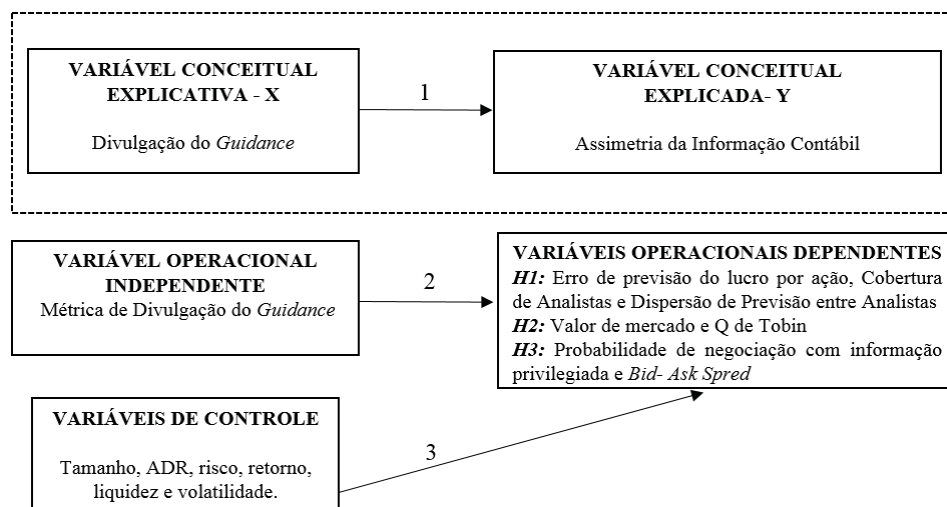 VARIÁVEL CONCEITUAL
EXPLICATIVA - X
Divulgação do Guidance
1
VARIÁVEL CONCEITUAL
EXPLICADA- Y
Assimetria da Informação Contábil
VARIÁVEL OPERACIONAL
INDEPENDENTE
Métrica de Divulgação do Guidance
2
VARIÁVEIS OPERACIONAIS DEPENDENTES
H1: Erro de previsão do lucro por ação, Cobertura
de Analistas e Dispersão de Previsão entre Analistas
H2: Valor de mercado e Q de Tobin
H3: Probabilidade de negociação com informação
privilegiada e Bid- Ask Spred
VARIÁVEIS DE CONTROLE
Tamanho, ADR, risco, retorno,
liquidez e volatilidade.
3